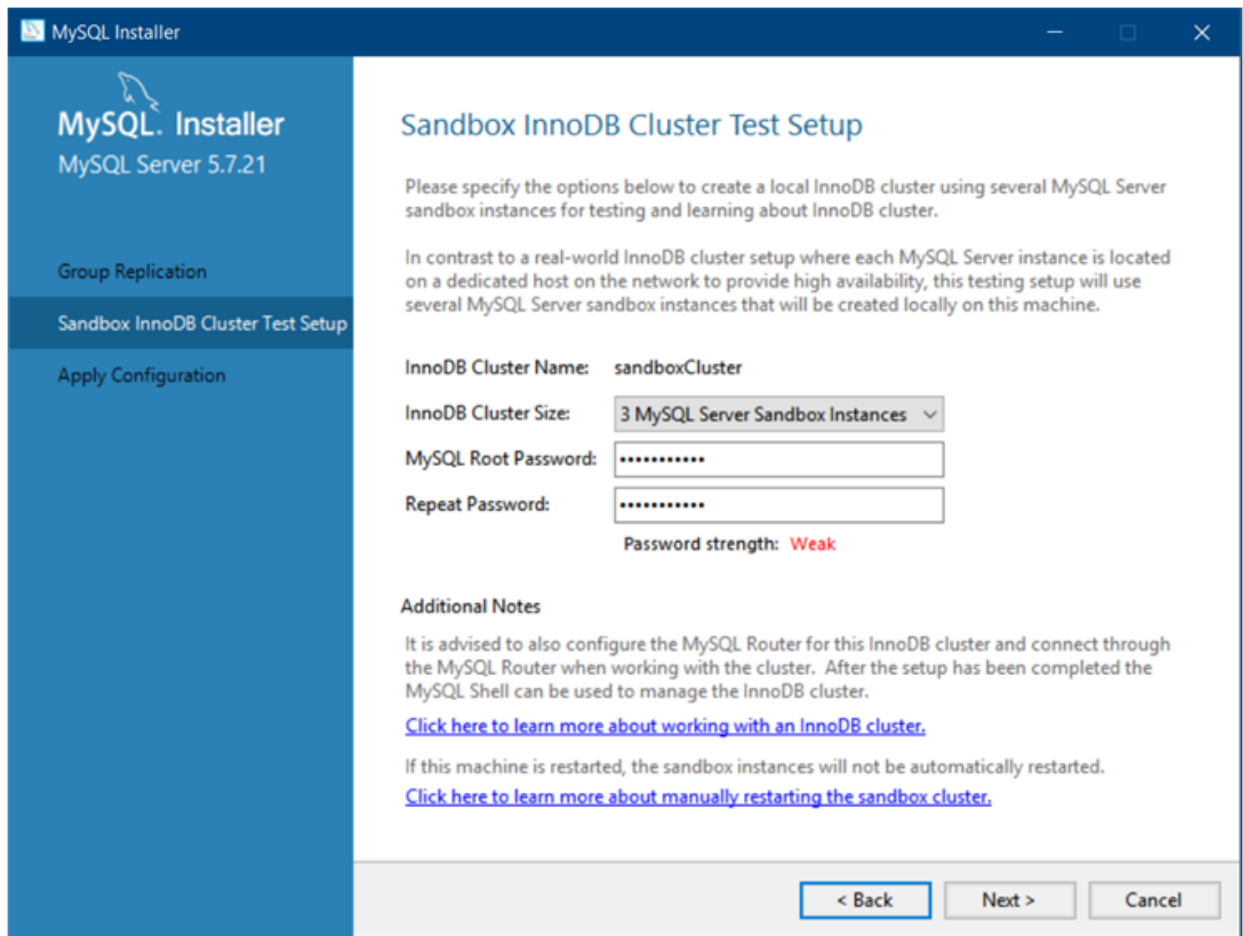 MySQL Installer
MySQL. Installer
MySQL Server 5.7.21
Group Replication
Sandbox InnoDB Cluster Test Setup
Apply Configuration
Sandbox InnoDB Cluster Test Setup
Please specify the options below to create a local InnoDB cluster using several MySQL Server
sandbox instances for testing and learning about InnoDB cluster.
In contrast to a real-world InnoDB cluster setup where each MySQL Server instance is located
on a dedicated host on the network to provide high availability, this testing setup will use
several MySQL Server sandbox instances that will be created locally on this machine.
InnoDB Cluster Name: sandboxCluster
InnoDB Cluster Size: 3 MySQL Server Sandbox Instances
MySQL Root Password: •••••••••••
Repeat Password: •••••••••••
Password strength: Weak
Additional Notes
It is advised to also configure the MySQL Router for this InnoDB cluster and connect through
the MySQL Router when working with the cluster. After the setup has been completed the
MySQL Shell can be used to manage the InnoDB cluster.
Click here to learn more about working with an InnoDB cluster.
If this machine is restarted, the sandbox instances will not be automatically restarted.
Click here to learn more about manually restarting the sandbox cluster.
< Back Next > Cancel